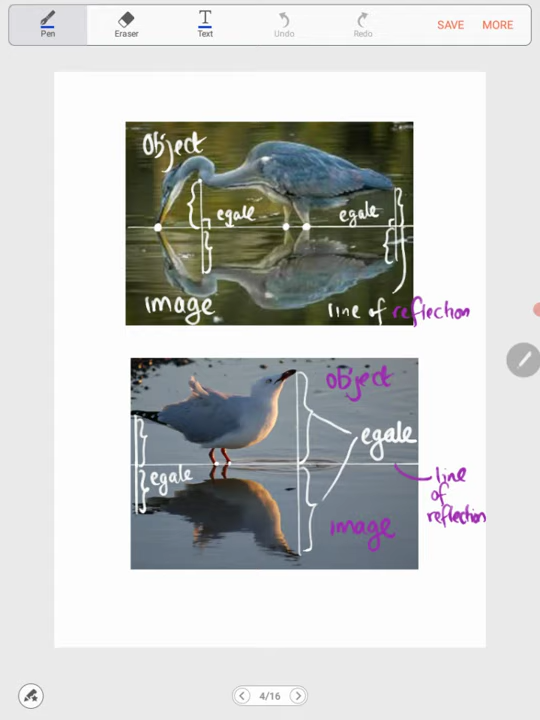 Pen
Eraser
Text
Undo
Redo
SAVE
MORE
Object
egale
egale
image
line of reflection
object
egale
egale
line
of
reflection
image
4/16